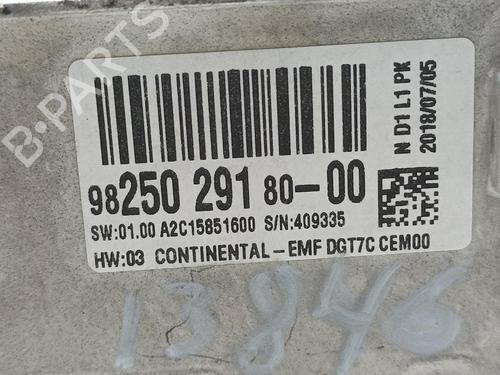 B-PARTS
N D1 L1 PK
2018/07/05
98250 291 80-00
SW:01.00 A2C15851600 S/N:409335
HW:03 CONTINENTAL-EMF DGT7C CEM00
13846